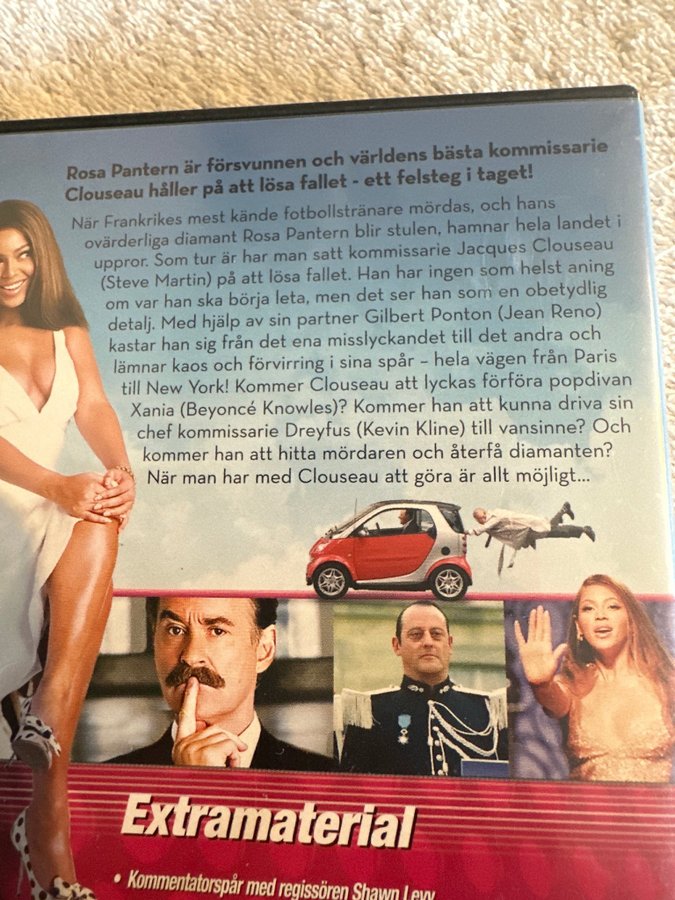 Rosa Pantern är försvunnen och världens bästa kommissarie
Clouseau håller på att lösa fallet - ett felsteg i taget!
När Frankrikes mest kände fotbollstränare mördas, och hans
ovärderliga diamant Rosa Pantern blir stulen, hamnar hela landet i
uppror. Som tur är har man satt kommissarie Jacques Clouseau
(Steve Martin) på att lösa fallet. Han har ingen som helst aning
om var han ska börja leta, men det ser han som en obetydlig
detalj. Med hjälp av sin partner Gilbert Ponton (Jean Reno)
kastar han sig från det ena misslyckandet till det andra och
lämnar kaos och förvirring i sina spår – hela vägen från Paris
till New York! Kommer Clouseau att lyckas förföra popdivan
Xania (Beyoncé Knowles)? Kommer han att kunna driva sin
chef kommissarie Dreyfus (Kevin Kline) till vansinne? Och
kommer han att hitta mördaren och återfå diamanten?
När man har med Clouseau att göra är allt möjligt...
Extramaterial
• Kommentatorspår med regissören Shawn Levy